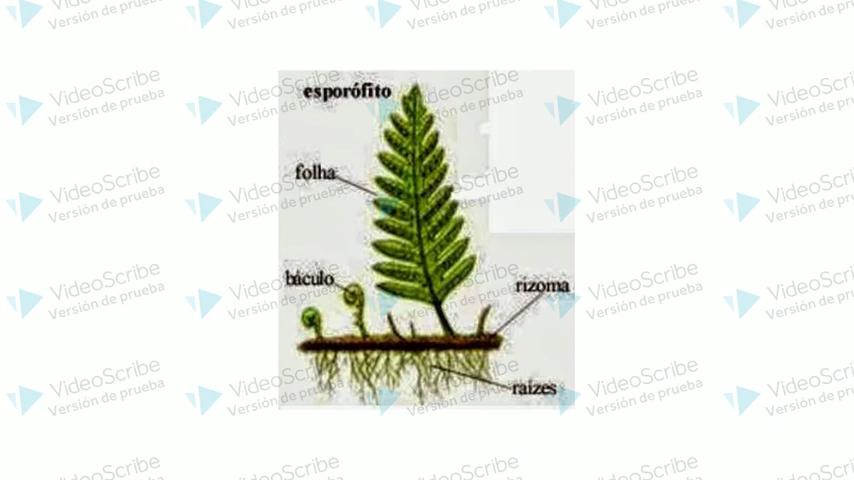 esporófito
folha
báculo
rizoma
raízes
VideoScribe
Versión de prueba